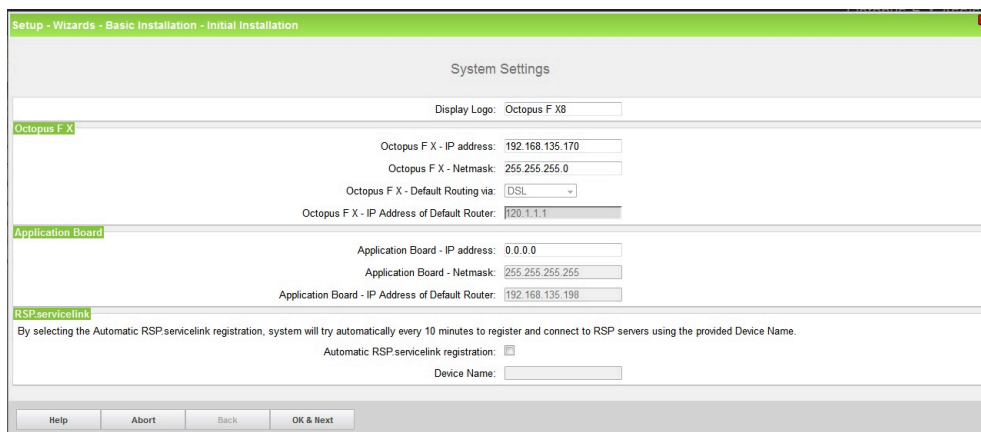 Setup - Wizards - Basic Installation - Initial Installation
System Settings
Display Logo: Octopus F X8
Octopus F X
Octopus F X - IP address: 192.168.135.170
Octopus F X - Netmask: 255.255.255.0
Octopus F X - Default Routing via: DSL
Octopus F X - IP Address of Default Router: 120.1.1.1
Application Board
Application Board - IP address: 0.0.0.0
Application Board - Netmask: 255.255.255.255
Application Board - IP Address of Default Router: 192.168.135.198
RSP.servicelink
By selecting the Automatic RSP.servicelink registration, system will try automatically every 10 minutes to register and connect to RSP servers using the provided Device Name.
Automatic RSP.servicelink registration:
Device Name:
Help Abort Back OK & Next